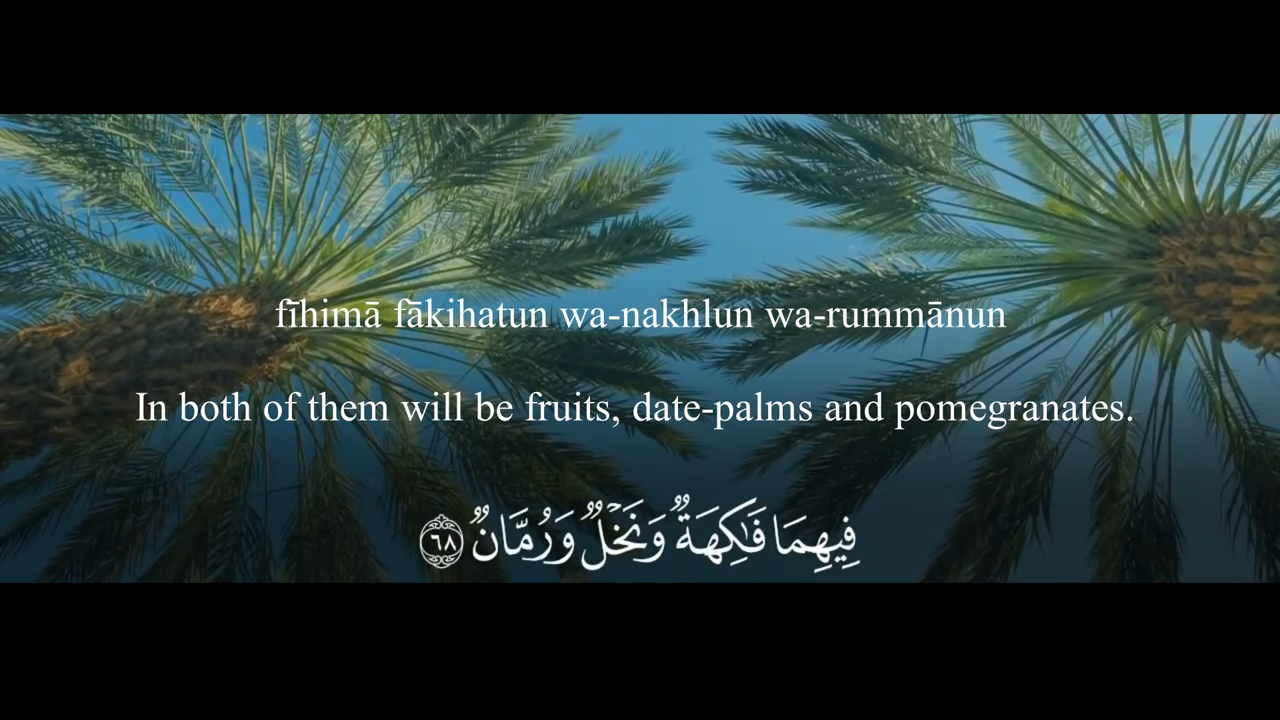 fīhimā fākihatun wa-nakhlun wa-rummānun
In both of them will be fruits, date-palms and pomegranates.
فِيهِمَا فَـٰكِهَةٌ وَنَخْلٌ وَرُمَّانٌ ٦٨